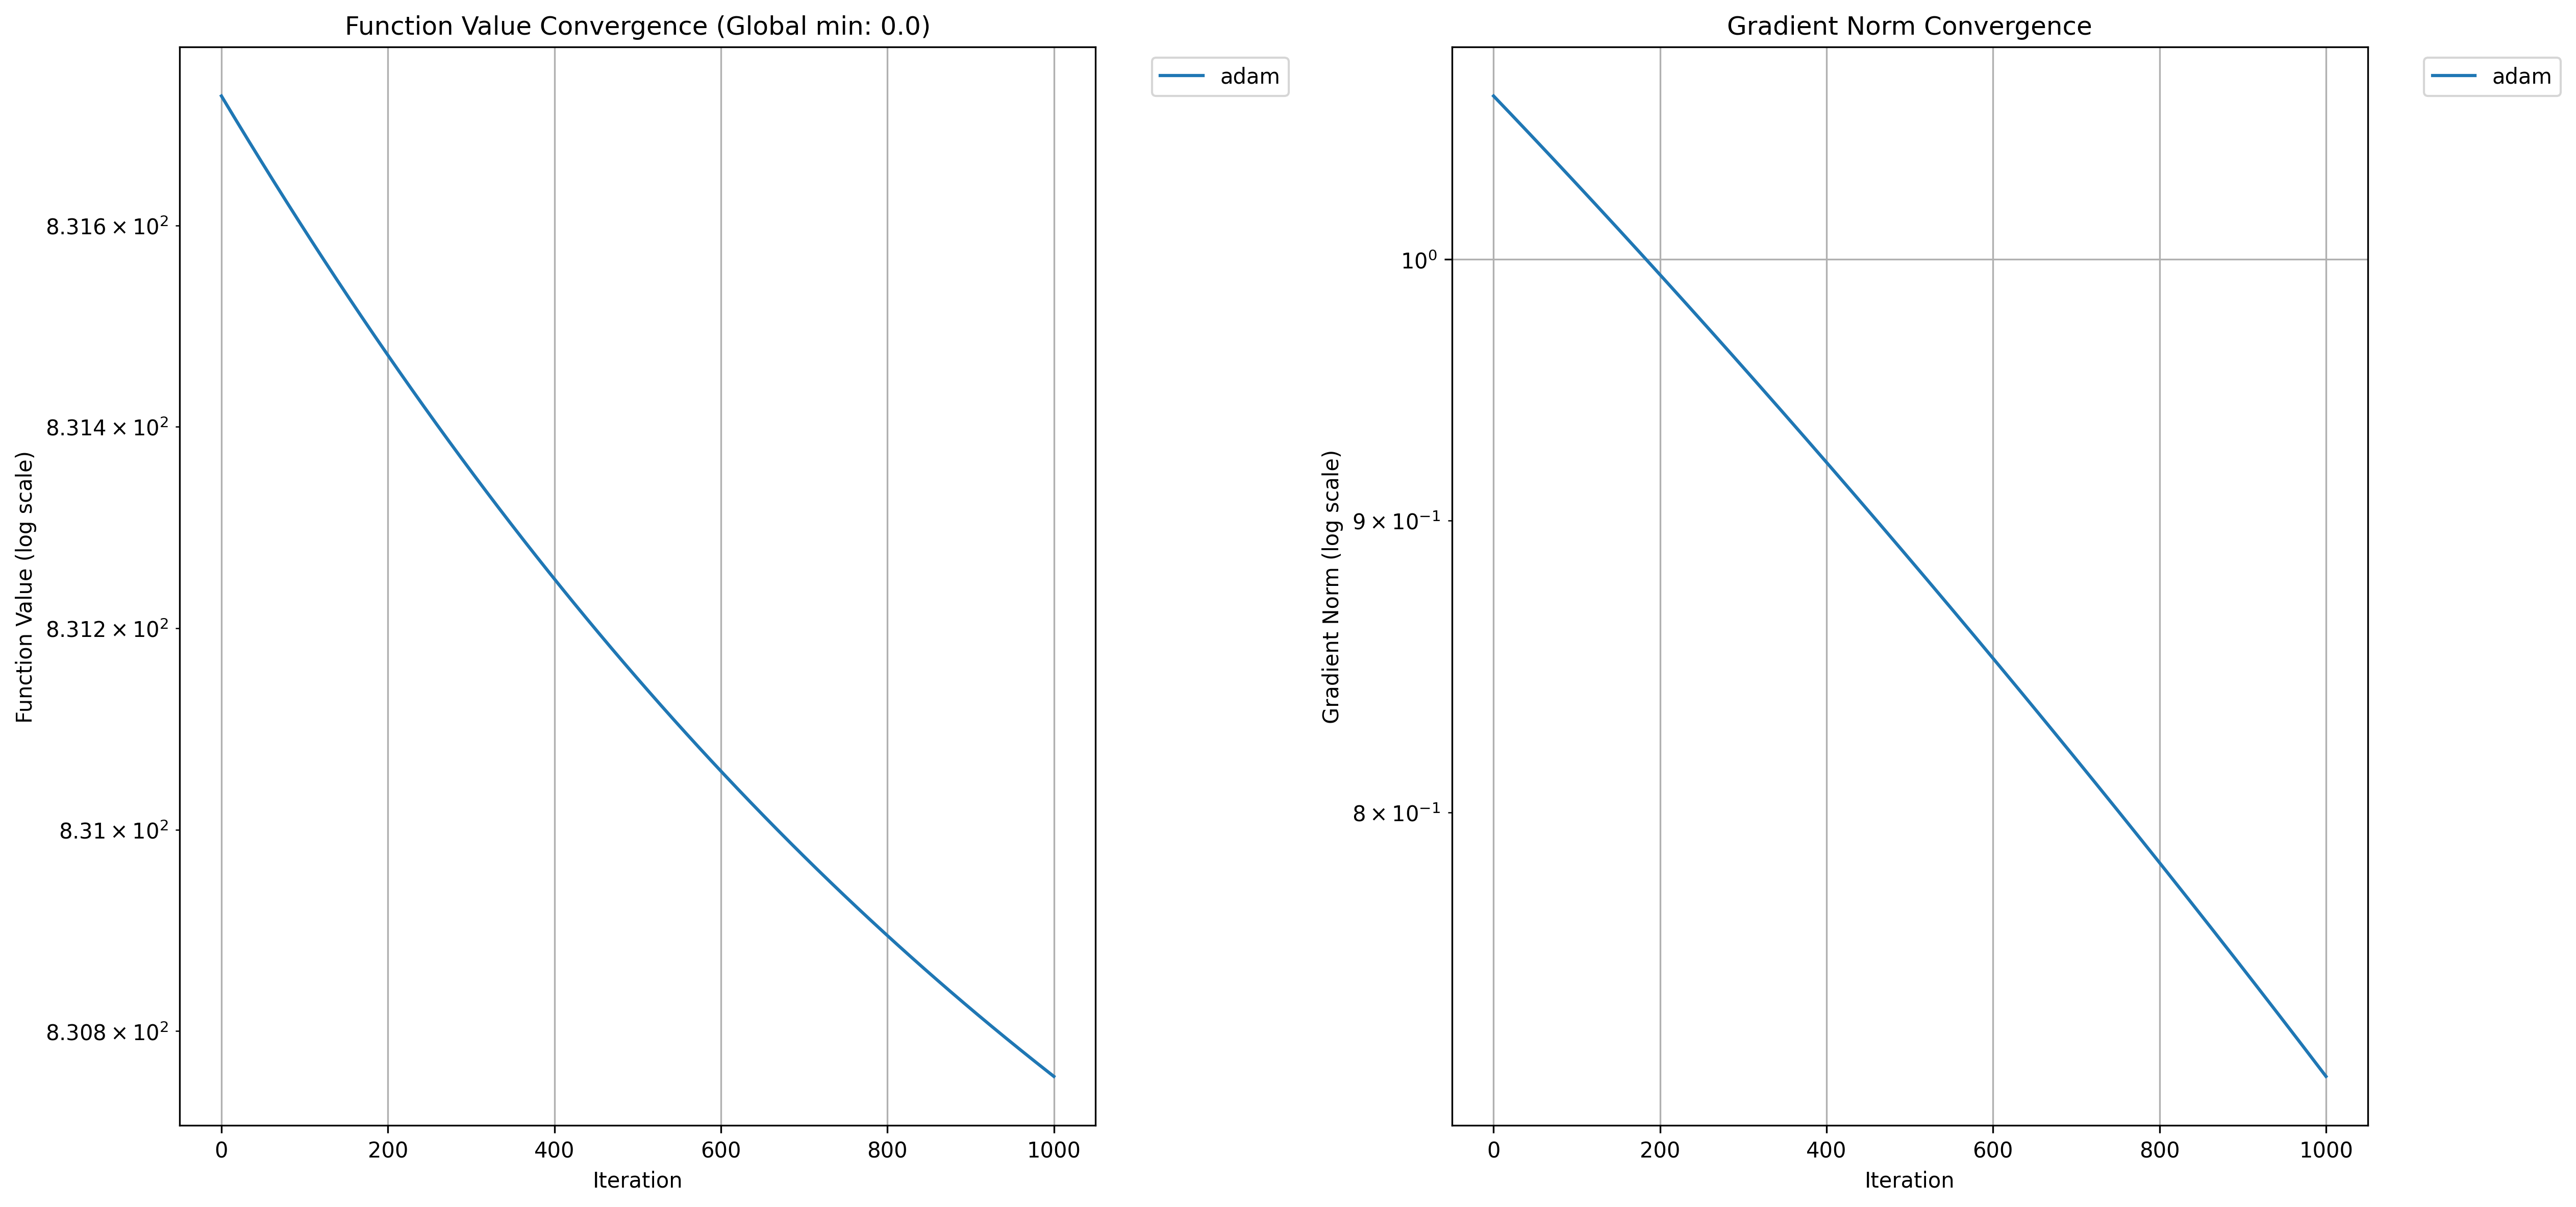 Function Value Convergence (Global min: 0.0)
adam
8.316 × 10²
8.314 × 10²
8.312 × 10²
8.31 × 10²
8.308 × 10²
Function Value (log scale)
0 200 400 600 800 1000
Iteration
Gradient Norm Convergence
adam
10⁰
9 × 10⁻¹
8 × 10⁻¹
Gradient Norm (log scale)
0 200 400 600 800 1000
Iteration